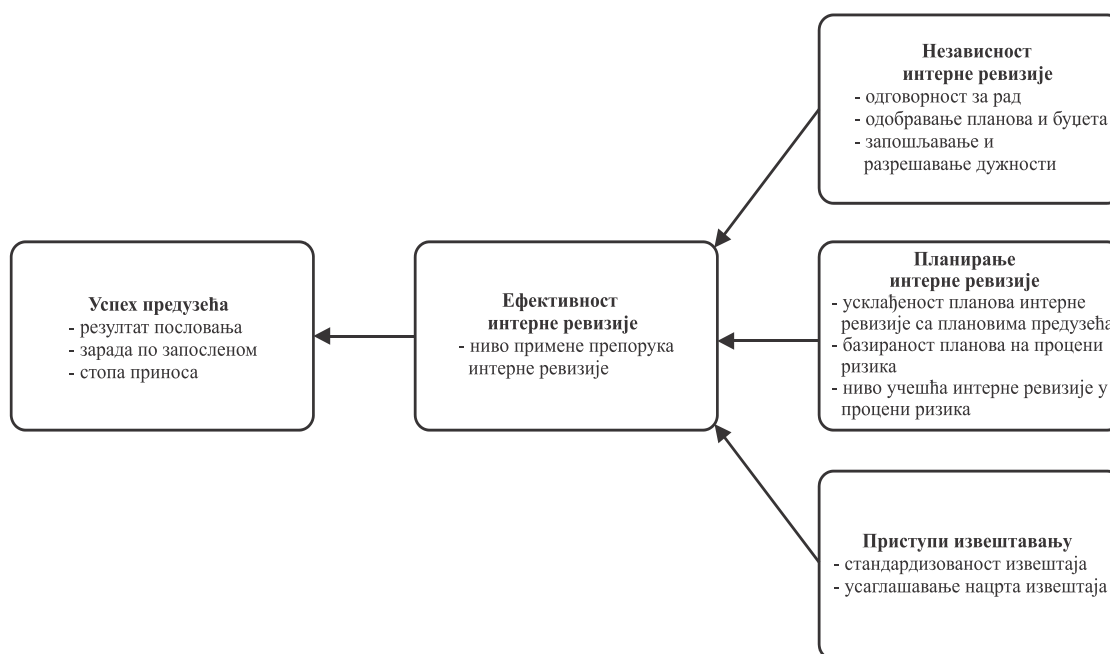 Независност
интерне ревизије
- одговорност за рад
- одобравање планова и буџета
- запошљавање и
разрешавање дужности
Успех предузећа
- резултат пословања
- зарада по запосленом
- стопа приноса
Ефективност
интерне ревизије
- ниво примене препорука
интерне ревизије
Планирање
интерне ревизије
- усклађеност планова интерне
ревизије са плановима предузећа
- базираност планова на процени
ризика
- ниво учешћа интерне ревизије у
процени ризика
Приступи извештавању
- стандардизованост извештаја
- усаглашавање нацрта извештаја